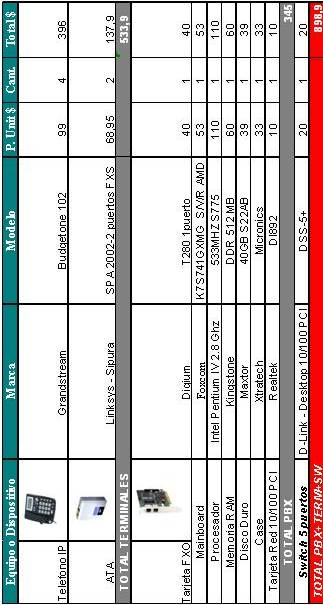 Equipo o Dispositivo Marca Modelo P. Unit $ Cant. Total $
Telefono IP Grandstream Budgetone 102 99 4 396
ATA Linksys - Sipura SPA 2002-2 puertos FXS 68,95 2 137,9
TOTAL TERMINALES 533,9
Tarjeta FXO Digium T280 1puerto 40 1 40
Mainboard Foxcom K7S741GXMG S/V/R AMD 53 1 53
Procesador Intel Pentium IV 2.8 Ghz 533MHZ S775 110 1 110
Memoria RAM Kingstone DDR 512 MB 60 1 60
Disco Duro Maxtor 40GB S22AB 39 1 39
Case Xtratech Micronics 33 1 33
Tarjeta Red 10/100 PCI Realtek DI892 10 1 10
TOTAL PBX 345
Switch 5 puertos D-Link - Desktop 10/100 PCI DSS-5+ 20 1 20
TOTAL PBX+TERM+SW 898,9